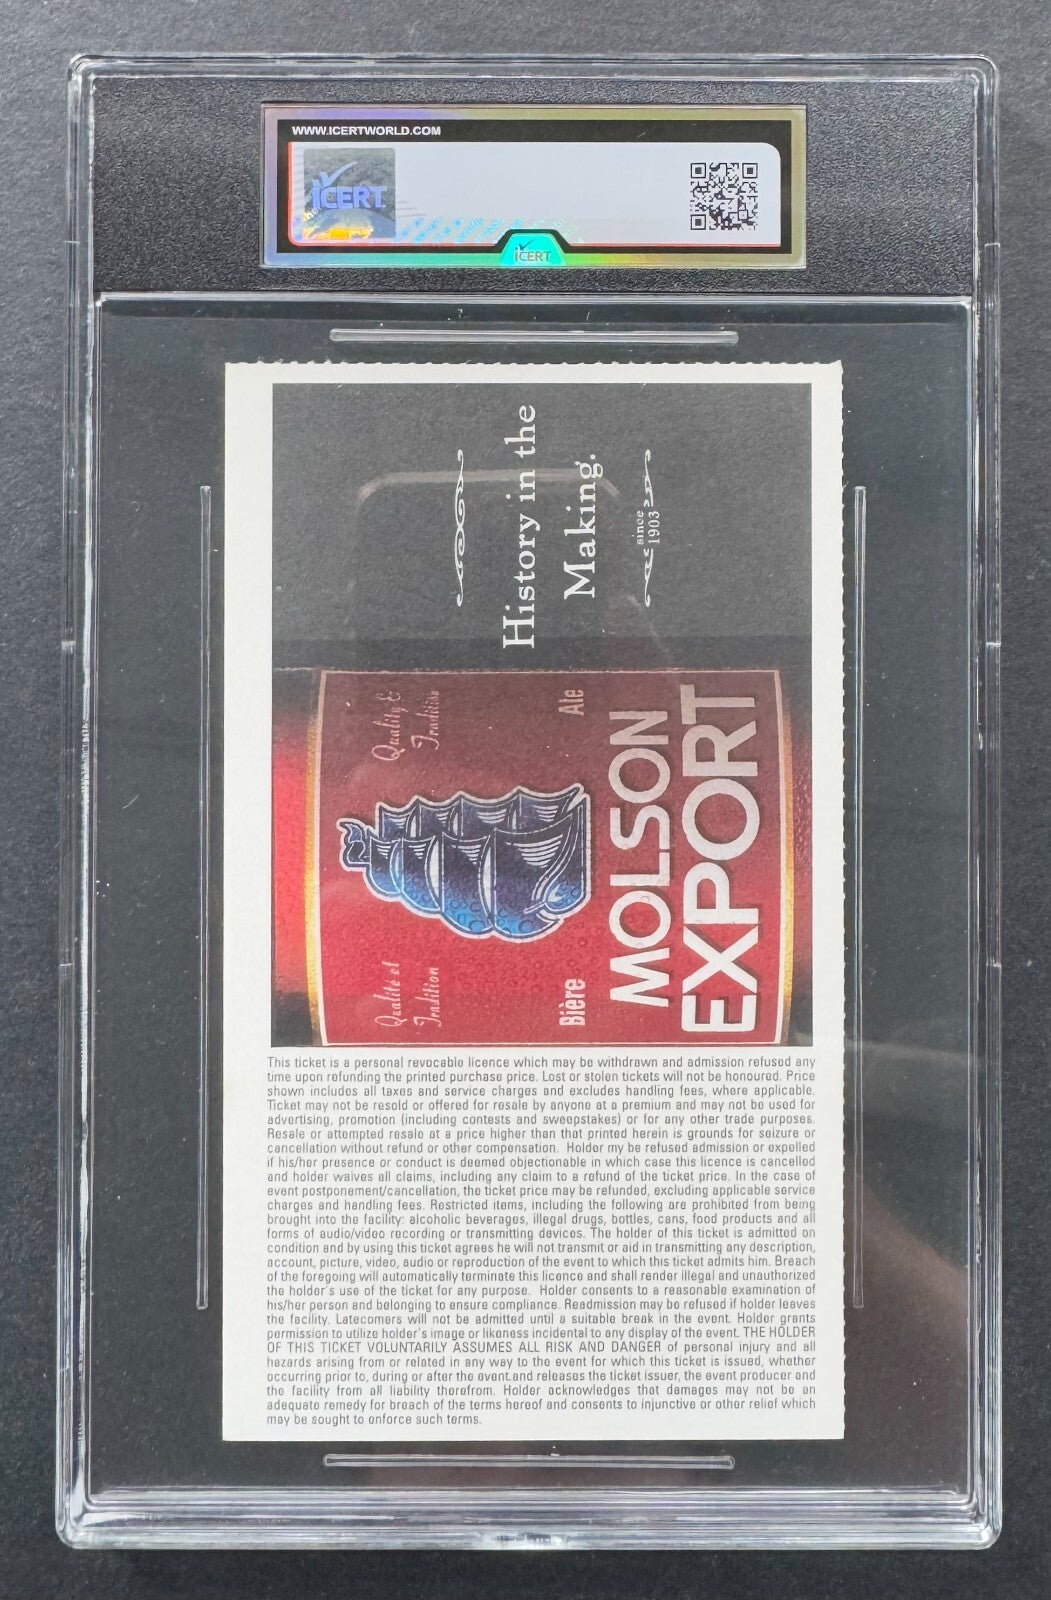 WWW.ICERTWORLD.COM
iCERT
iCERT
History in the
Making.
since
1903
Quality &
Tradition
Ale
Qualité et
Tradition
Bière
MOLSON
EXPORT
This ticket is a personal revocable licence which may be withdrawn and admission refused any
time upon refunding the printed purchase price. Lost or stolen tickets will not be honoured. Price
shown includes all taxes and service charges and excludes handling fees, where applicable.
Ticket may not be resold or offered for resale by anyone at a premium and may not be used for
advertising, promotion (including contests and sweepstakes) or for any other trade purposes.
Resale or attempted resale at a price higher than that printed herein is grounds for seizure or
cancellation without refund or other compensation. Holder my be refused admission or expelled
if his/her presence or conduct is deemed objectionable in which case this licence is cancelled
and holder waives all claims, including any claim to a refund of the ticket price. In the case of
event postponement/cancellation, the ticket price may be refunded, excluding applicable service
charges and handling fees. Restricted items, including the following are prohibited from being
brought into the facility: alcoholic beverages, illegal drugs, bottles, cans, food products and all
forms of audio/video recording or transmitting devices. The holder of this ticket is admitted on
condition and by using this ticket agrees he will not transmit or aid in transmitting any description,
account, picture, video, audio or reproduction of the event to which this ticket admits him. Breach
of the foregoing will automatically terminate this licence and shall render illegal and unauthorized
the holder's use of the ticket for any purpose. Holder consents to a reasonable examination of
his/her person and belonging to ensure compliance. Readmission may be refused if holder leaves
the facility. Latecomers will not be admitted until a suitable break in the event. Holder grants
permission to utilize holder's image or likeness incidental to any display of the event. THE HOLDER
OF THIS TICKET VOLUNTARILY ASSUMES ALL RISK AND DANGER of personal injury and all
hazards arising from or related in any way to the event for which this ticket is issued, whether
occurring prior to, during or after the event.and releases the ticket issuer, the event producer and
the facility from all liability therefrom. Holder acknowledges that damages may not be an
adequate remedy for breach of the terms hereof and consents to injunctive or other relief which
may be sought to enforce such terms.